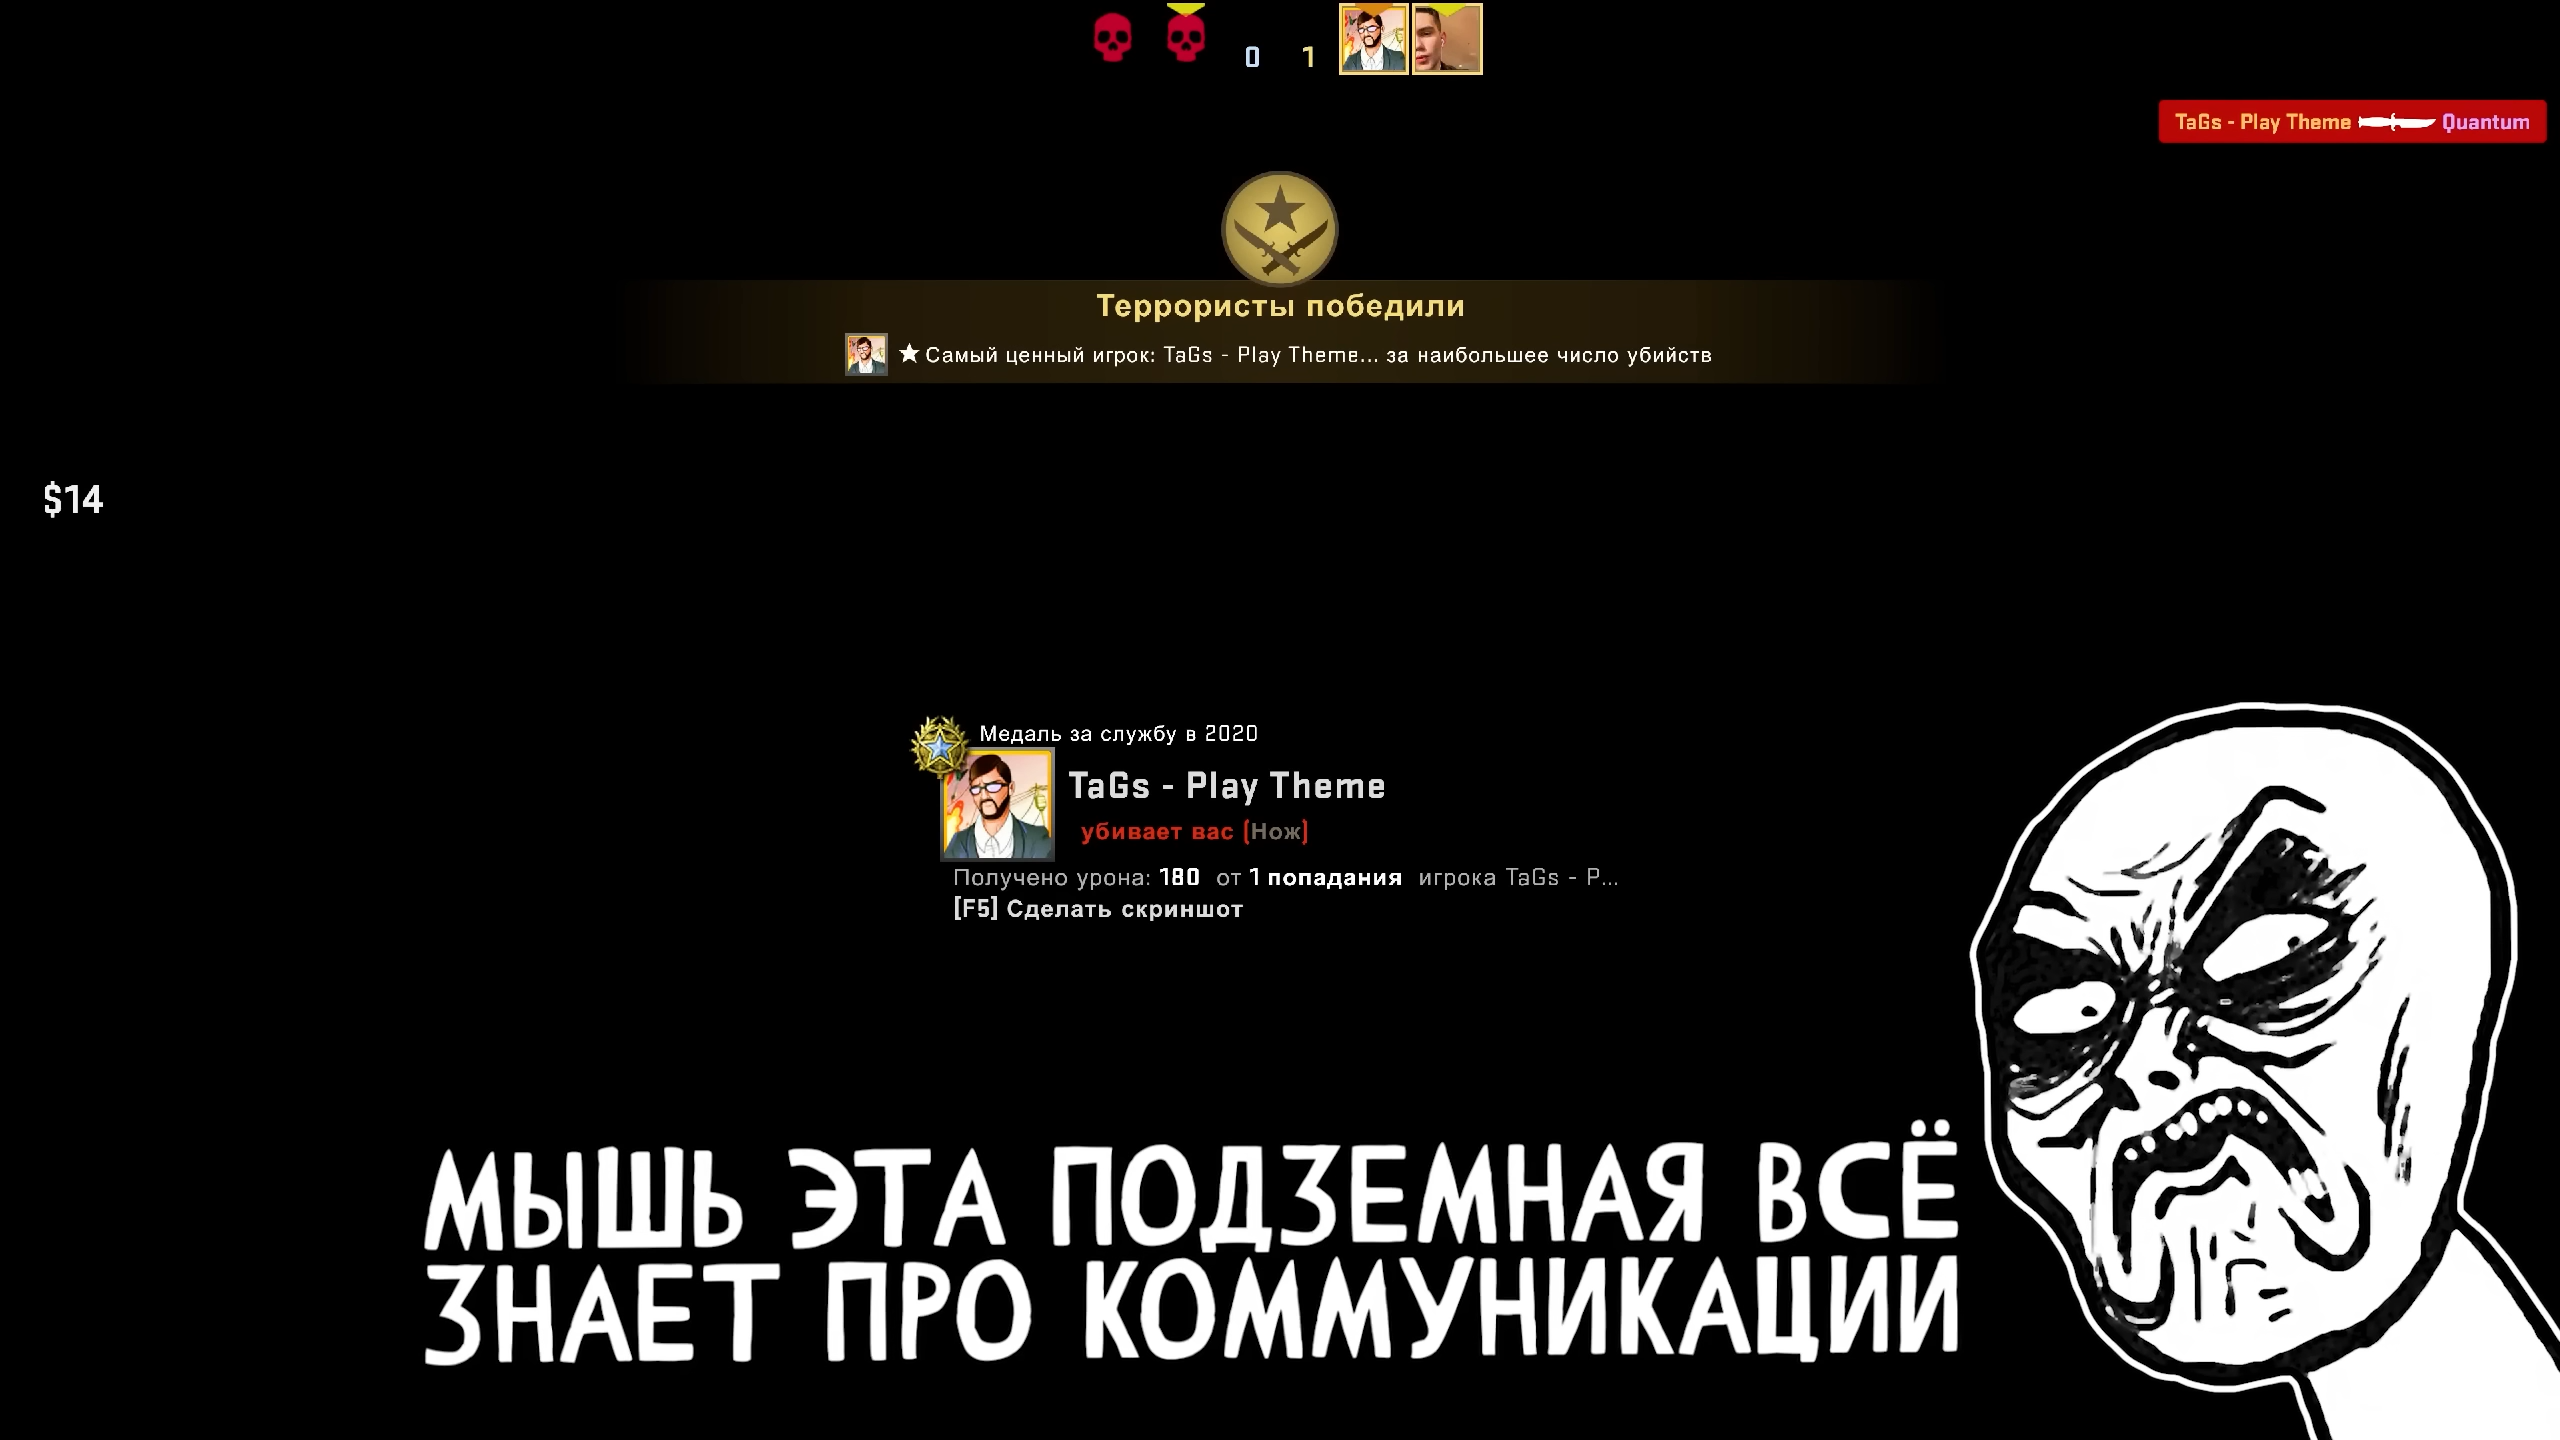 0 1
TaGs - Play Theme Quantum
Террористы победили
Самый ценный игрок: TaGs - Play Theme... за наибольшее число убийств
$14
Медаль за службу в 2020
TaGs - Play Theme
убивает вас (Нож)
Получено урона: 180 от 1 попадания игрока TaGs - P...
[F5] Сделать скриншот
МЫШЬ ЭТА ПОДЗЕМНАЯ ВСЁ
ЗНАЕТ ПРО КОММУНИКАЦИИ